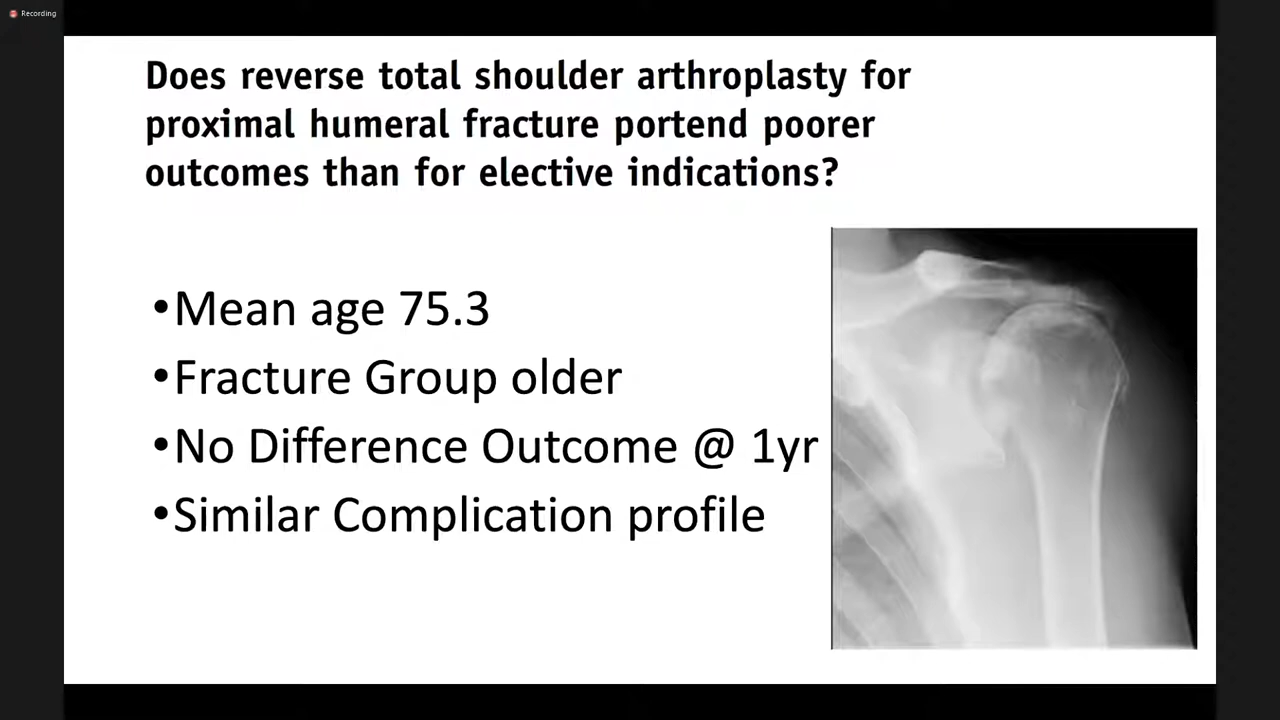 Recording
Does reverse total shoulder arthroplasty for
proximal humeral fracture portend poorer
outcomes than for elective indications?
•Mean age 75.3
•Fracture Group older
•No Difference Outcome @ 1yr
•Similar Complication profile